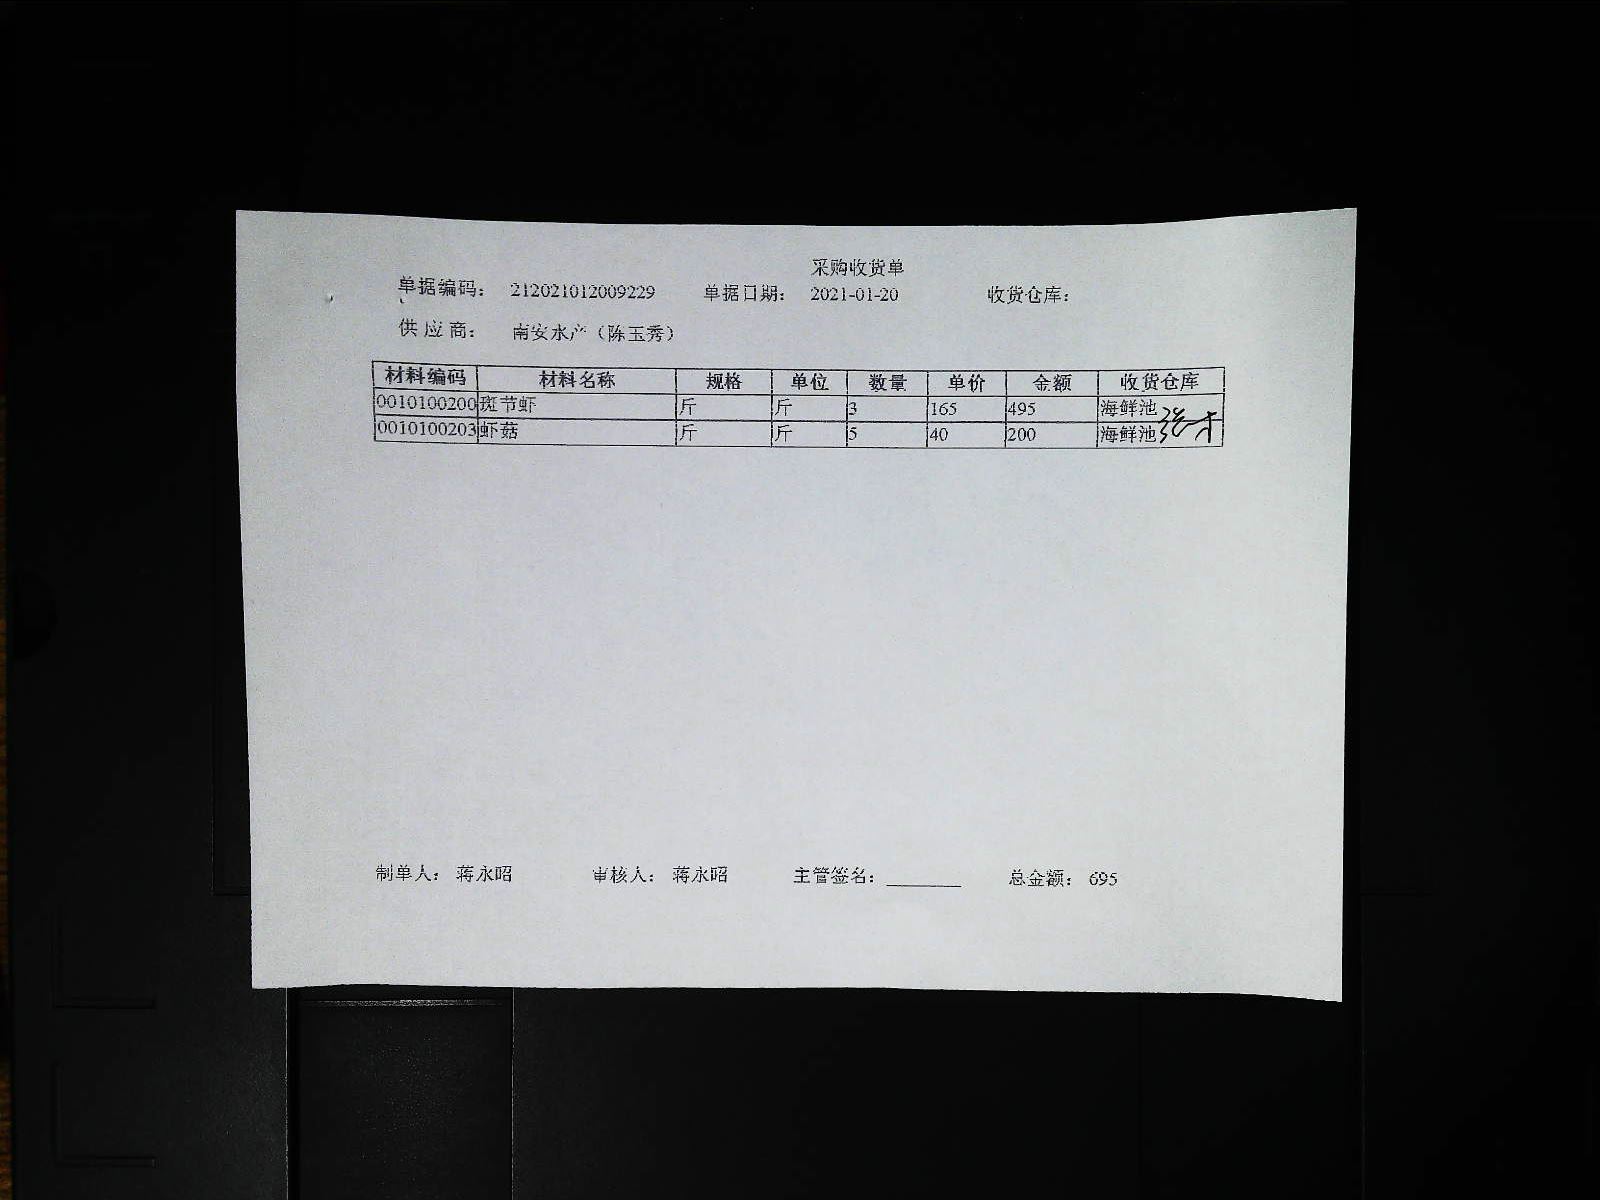 采购收货单
单据编码： 212021012009229 单据日期： 2021-01-20 收货仓库：
供 应 商： 南安水产（陈玉秀）
材料编码 材料名称 规格 单位 数量 单价 金额 收货仓库
0010100200 斑节虾 斤 斤 3 165 495 海鲜池
0010100203 虾菇 斤 斤 5 40 200 海鲜池
制单人： 蒋永昭 审核人： 蒋永昭 主管签名：________ 总金额： 695